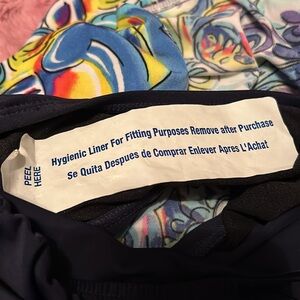 Hygienic Liner For Fitting Purposes Remove after Purchase
Se Quita Despues de Comprar Enlever Apres L'Achat
PEEL
HERE